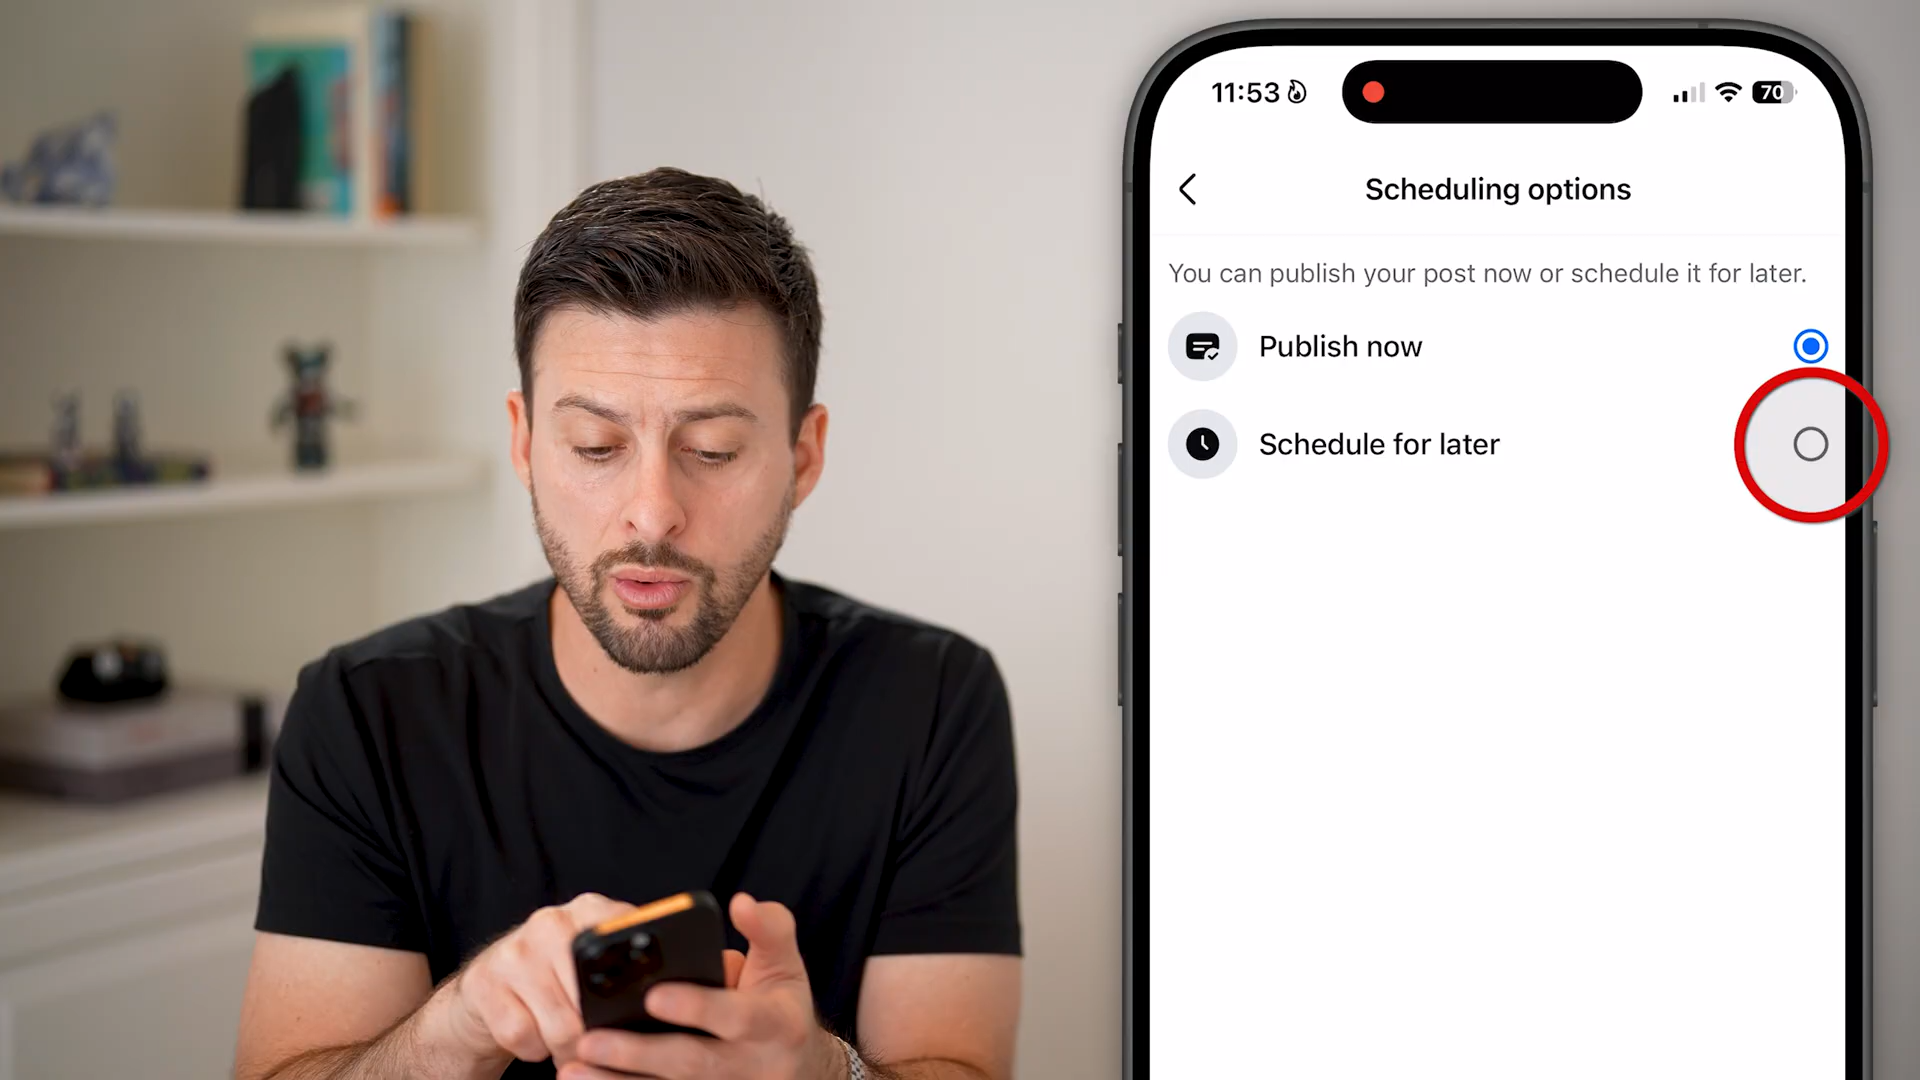 11:53
70
Scheduling options
You can publish your post now or schedule it for later.
Publish now
Schedule for later